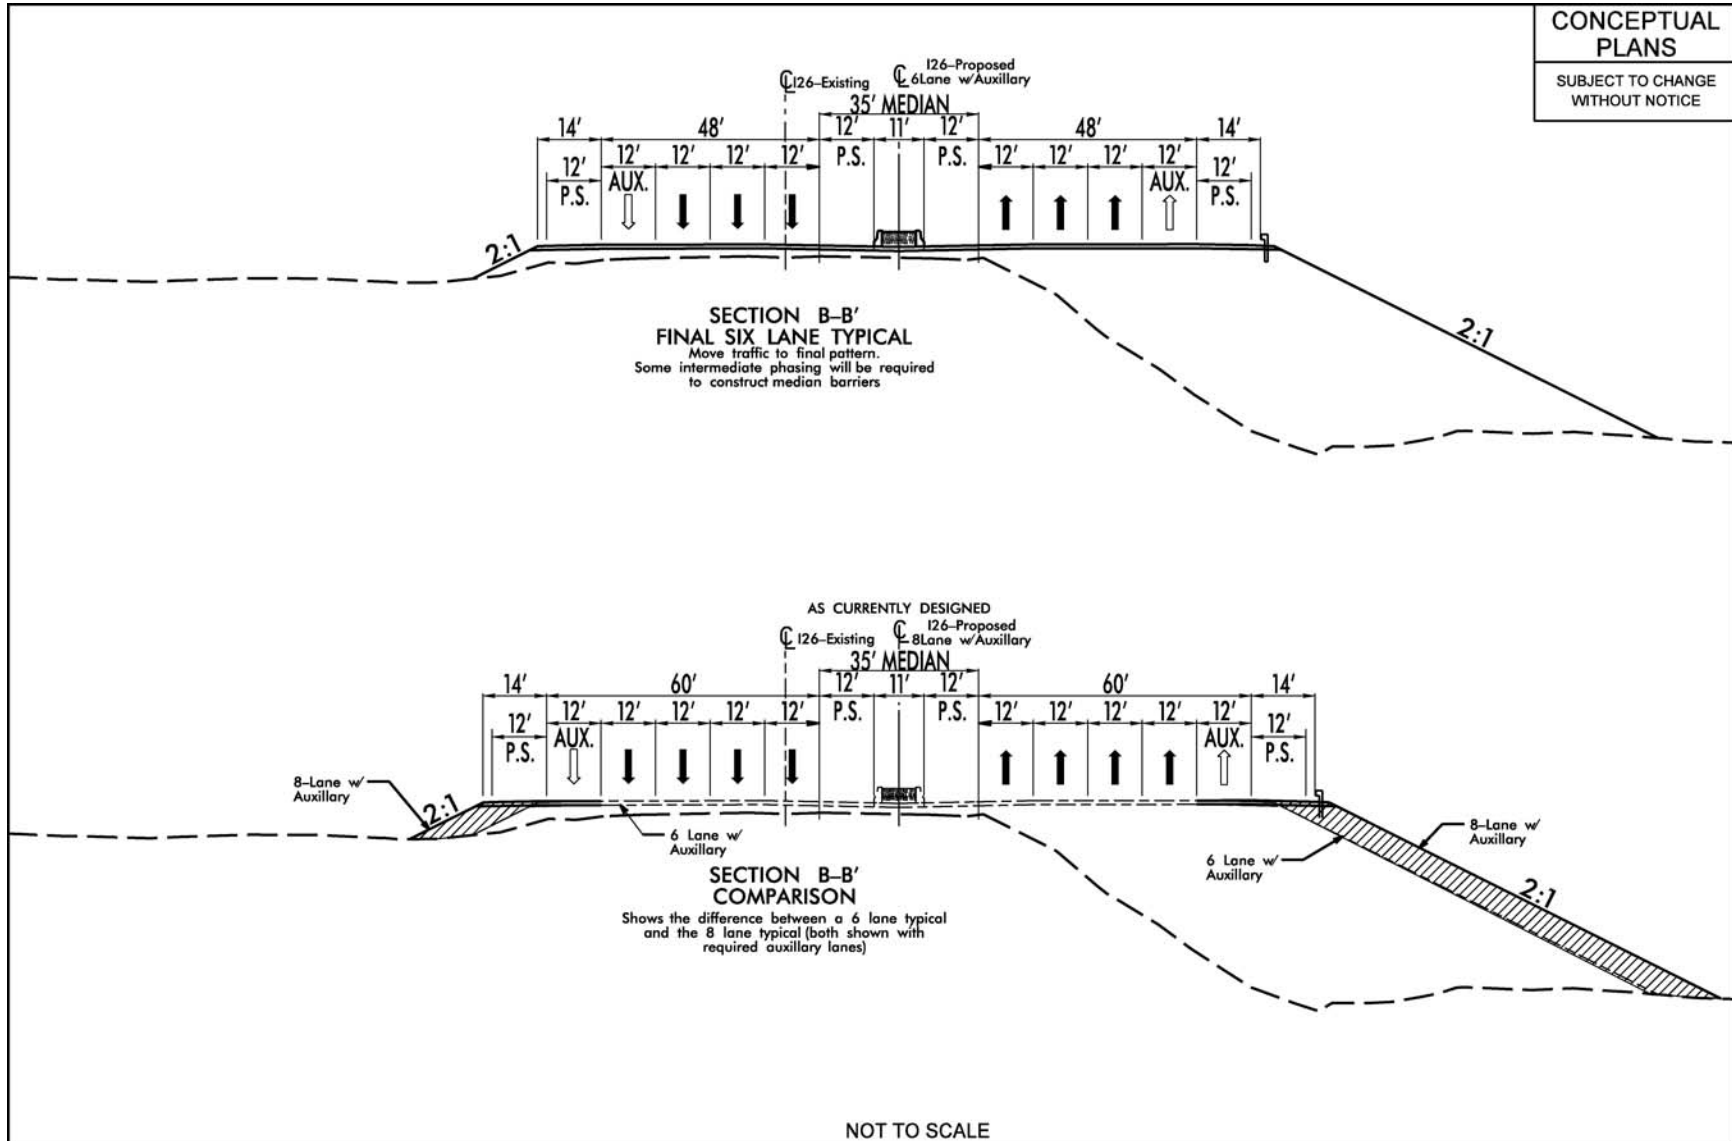 CONCEPTUAL
PLANS
SUBJECT TO CHANGE
WITHOUT NOTICE
℄ I26–Existing
I26–Proposed
℄ 6Lane w/Auxillary
35' MEDIAN
14' 48' 12' 11' 12' 48' 14'
12' 12' 12' 12' 12' P.S. P.S. 12' 12' 12' 12' 12'
P.S. AUX. AUX. P.S.
2:1
2:1
SECTION B–B'
FINAL SIX LANE TYPICAL
Move traffic to final pattern.
Some intermediate phasing will be required
to construct median barriers
AS CURRENTLY DESIGNED
℄ I26–Existing
I26–Proposed
℄ 8Lane w/Auxillary
35' MEDIAN
14' 60' 12' 11' 12' 60' 14'
12' 12' 12' 12' 12' 12' P.S. P.S. 12' 12' 12' 12' 12' 12'
P.S. AUX. AUX. P.S.
8–Lane w/
Auxillary
2:1
6 Lane w/
Auxillary
6 Lane w/
Auxillary
8–Lane w/
Auxillary
2:1
SECTION B–B'
COMPARISON
Shows the difference between a 6 lane typical
and the 8 lane typical (both shown with
required auxillary lanes)
NOT TO SCALE